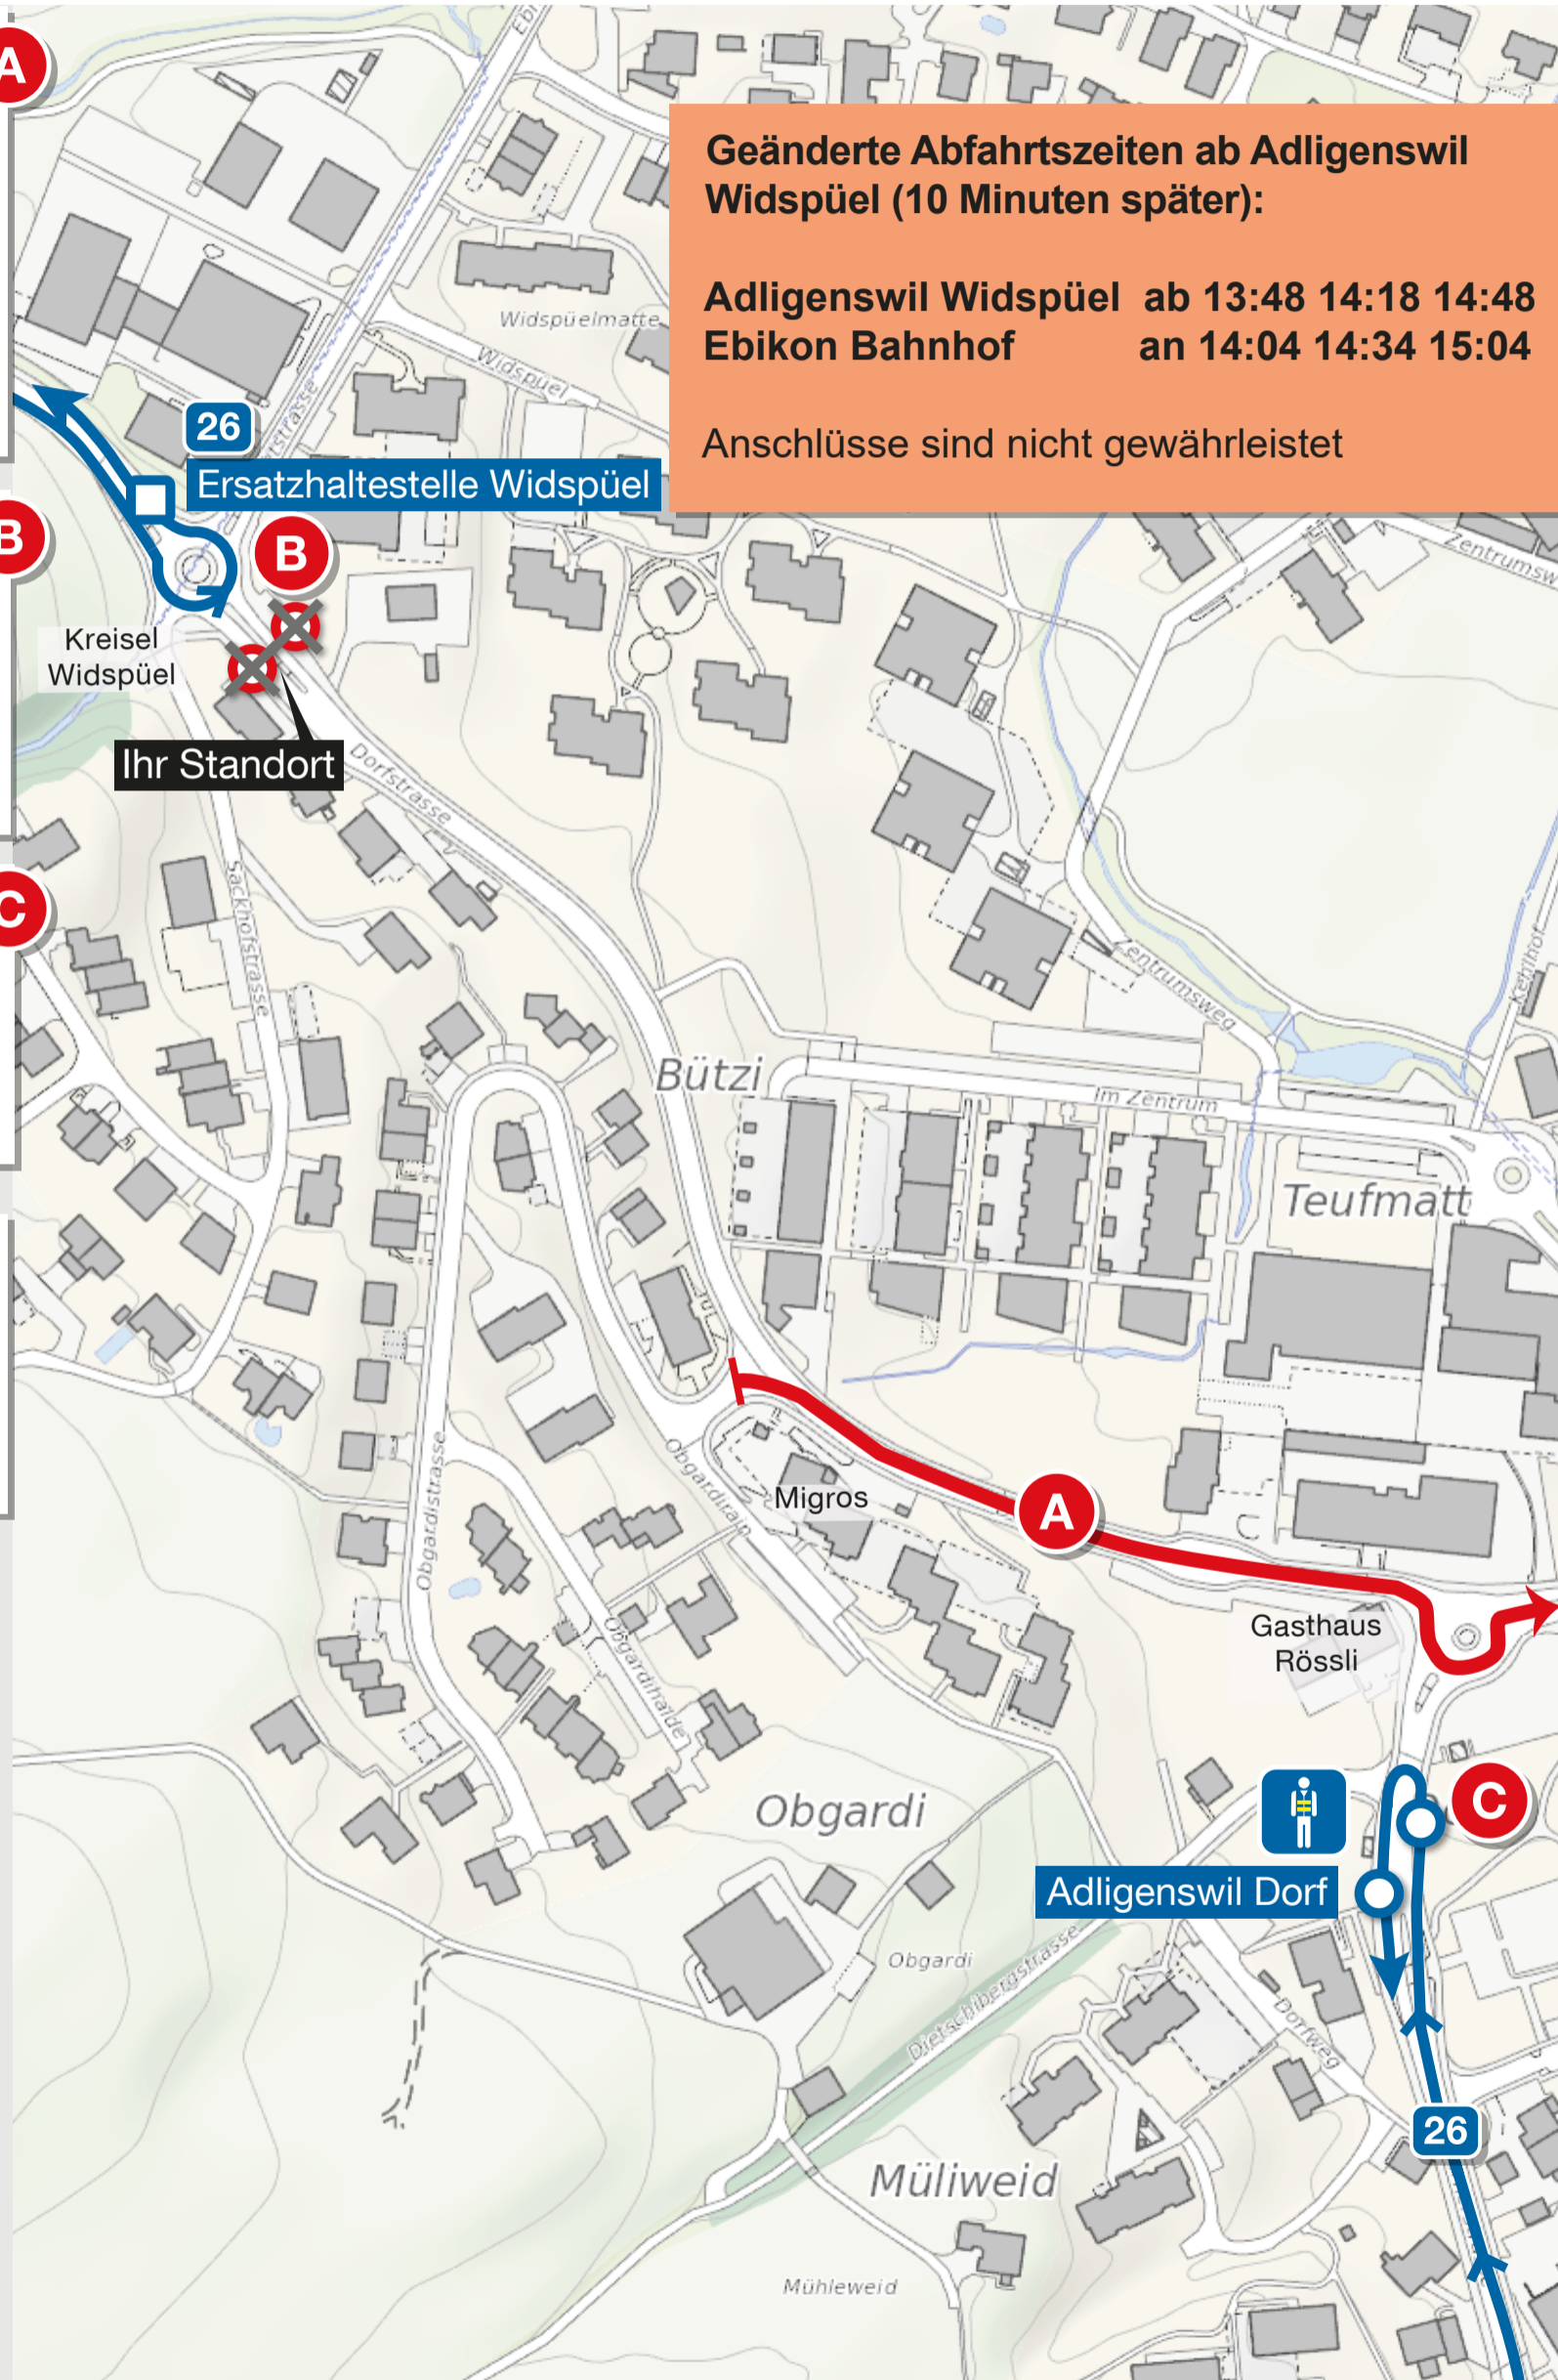 A
Ebi
Geänderte Abfahrtszeiten ab Adligenswil
Widspüel (10 Minuten später):
Adligenswil Widspüel ab 13:48 14:18 14:48
Ebikon Bahnhof an 14:04 14:34 15:04
Anschlüsse sind nicht gewährleistet
Widspüelmatte
Widspüel
26
Ersatzhaltestelle Widspüel
B
B
Zentrumsw
Kreisel
Widspüel
Ihr Standort
Dorfstrasse
C
Sackhofstrasse
Zentrumsweg
Kehlhof
Bützi
Im Zentrum
Teufmatt
Obgardistrasse
Obgardirain
Migros
A
Gasthaus
Rössli
Obgardihalde
Obgardi
C
Adligenswil Dorf
Obgardi
Dietschibergstrasse
Dorfweg
26
Müliweid
Mühleweid